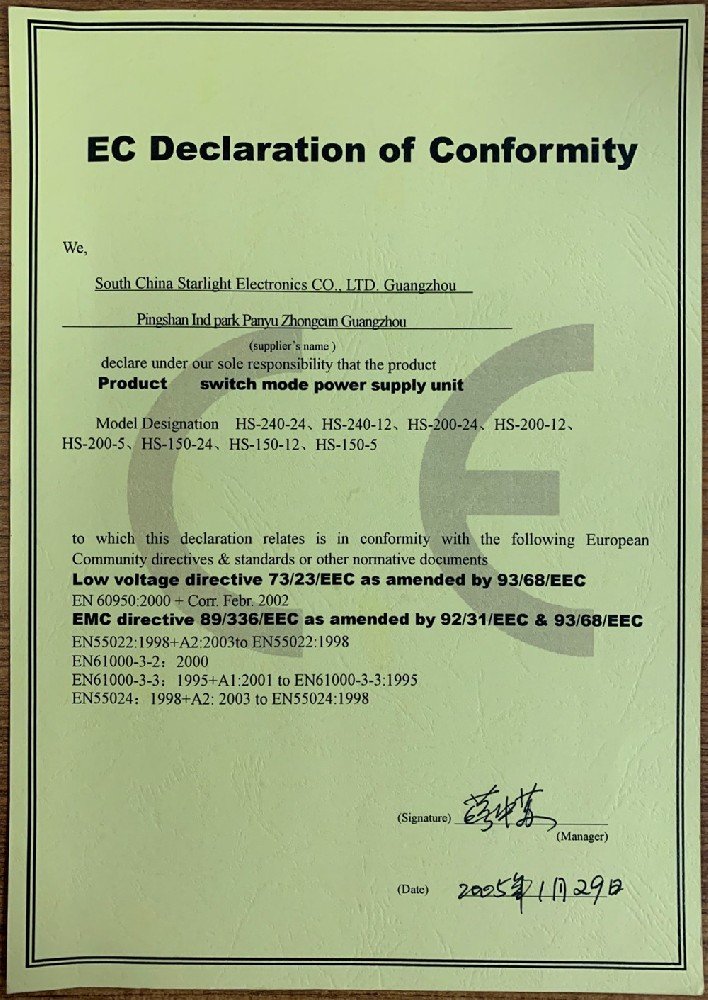 EC Declaration of Conformity
We,
South China Starlight Electronics CO., LTD. Guangzhou
Pingshan Ind park Panyu Zhongcun Guangzhou
(supplier's name )
declare under our sole responsibility that the product
Product switch mode power supply unit
Model Designation HS-240-24、HS-240-12、HS-200-24、HS-200-12、
HS-200-5、HS-150-24、HS-150-12、HS-150-5
CE
to which this declaration relates is in conformity with the following European
Community directives & standards or other normative documents
Low voltage directive 73/23/EEC as amended by 93/68/EEC
EN 60950:2000 + Corr. Febr. 2002
EMC directive 89/336/EEC as amended by 92/31/EEC & 93/68/EEC
EN55022:1998+A2:2003to EN55022:1998
EN61000-3-2：2000
EN61000-3-3：1995+A1:2001 to EN61000-3-3:1995
EN55024：1998+A2: 2003 to EN55024:1998
(Signature)
(Manager)
(Date) 2005年1月29日